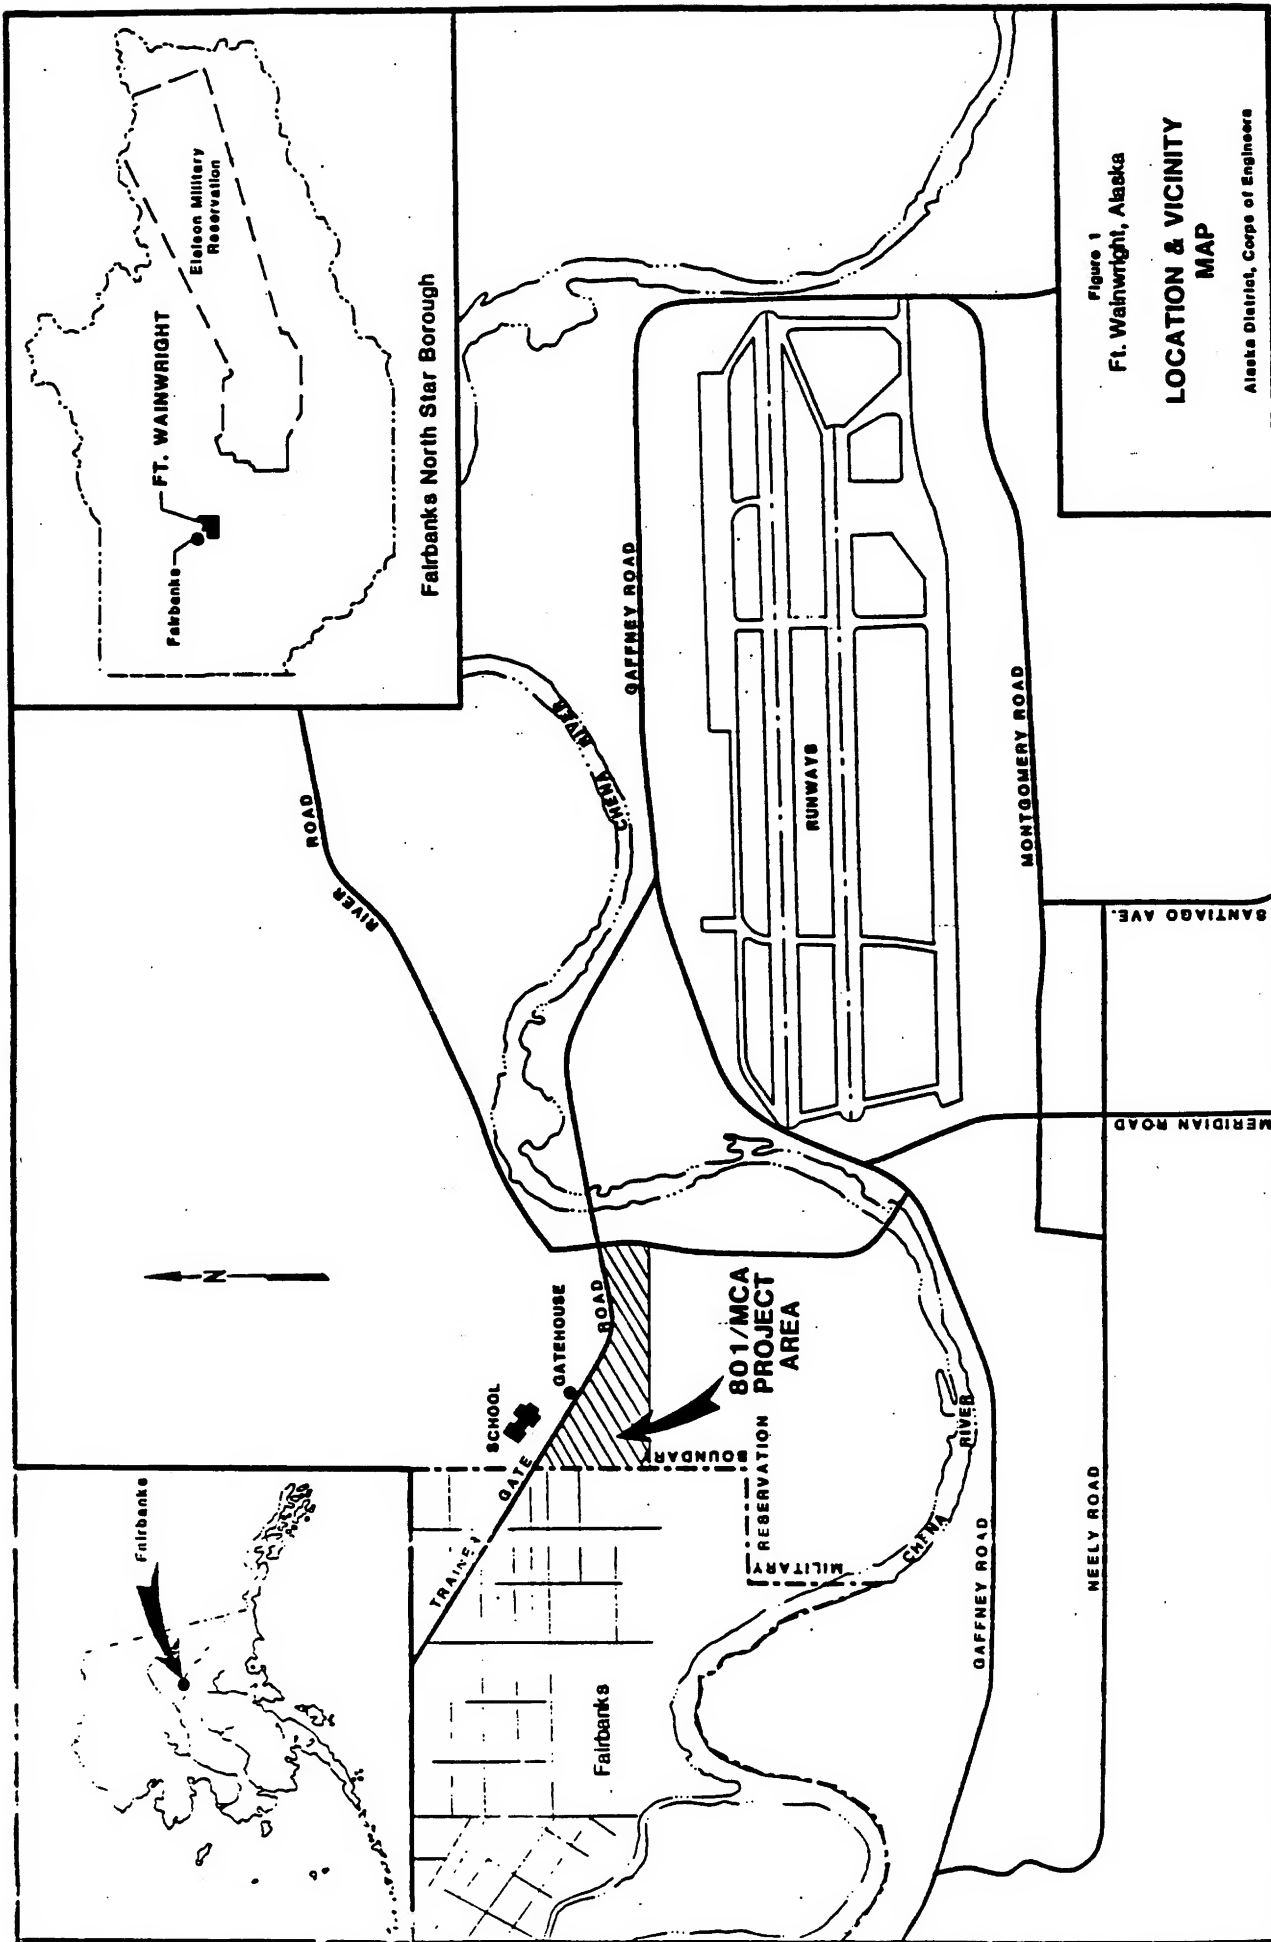 Fairbanks
Fairbanks
FT. WAINWRIGHT
Eielson Military
Reservation
Fairbanks North Star Borough
N
RIVER
ROAD
SCHOOL
GATEHOUSE
TRAINER
GATE
ROAD
CHENA RIVER
801/MCA
PROJECT
AREA
GAFFNEY ROAD
Fairbanks
MILITARY
RESERVATION
BOUNDARY
RUNWAYS
CHENA
RIVER
GAFFNEY ROAD
MONTGOMERY ROAD
NEELY ROAD
MERIDIAN ROAD
SANTIAGO AVE.
Figure 1
Ft. Wainwright, Alaska
LOCATION & VICINITY
MAP
Alaska District, Corps of Engineers